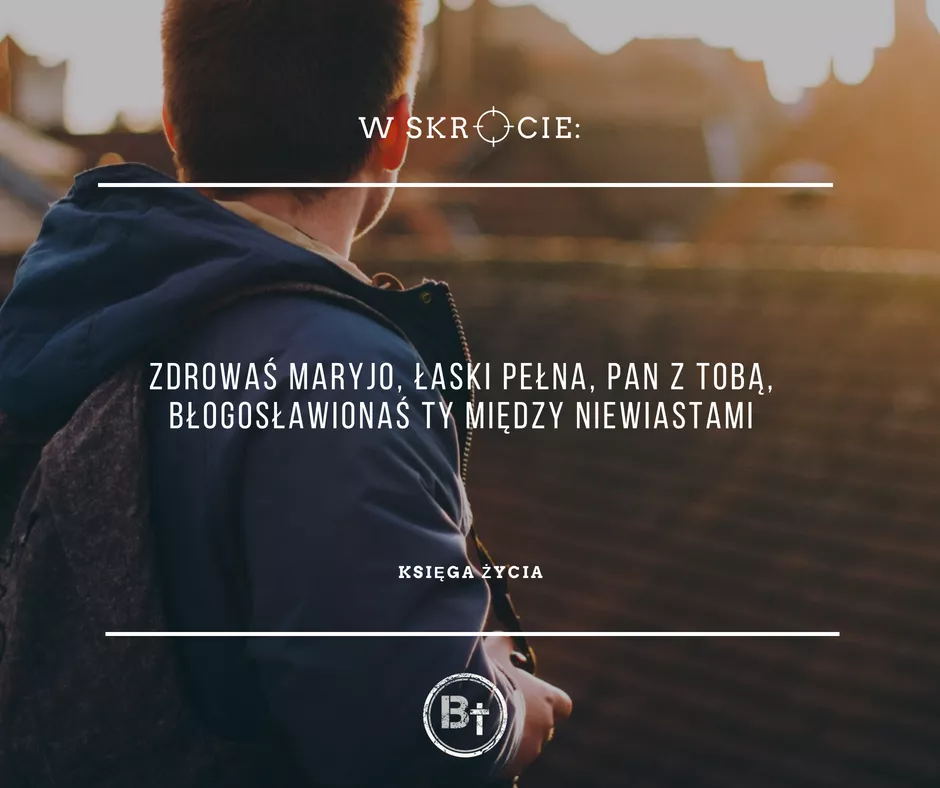 W SKRÓCIE:
ZDROWAŚ MARYJO, ŁASKI PEŁNA, PAN Z TOBĄ,
BŁOGOSŁAWIONAŚ TY MIĘDZY NIEWIASTAMI
KSIĘGA ŻYCIA
B†